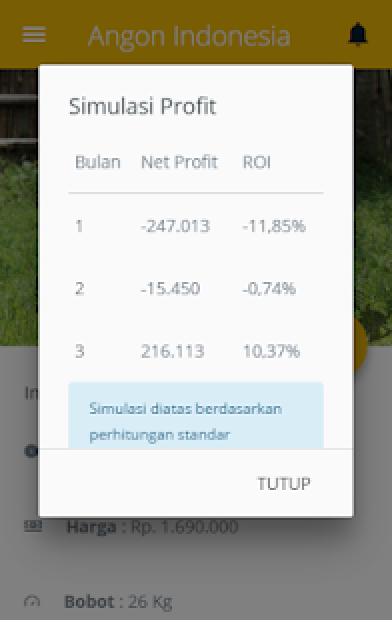 Angon Indonesia
Simulasi Profit
Bulan Net Profit ROI
1 -247.013 -11,85%
2 -15.450 -0,74%
3 216.113 10,37%
Simulasi diatas berdasarkan
perhitungan standar
TUTUP
In
Harga : Rp. 1.690.000
Bobot : 26 Kg